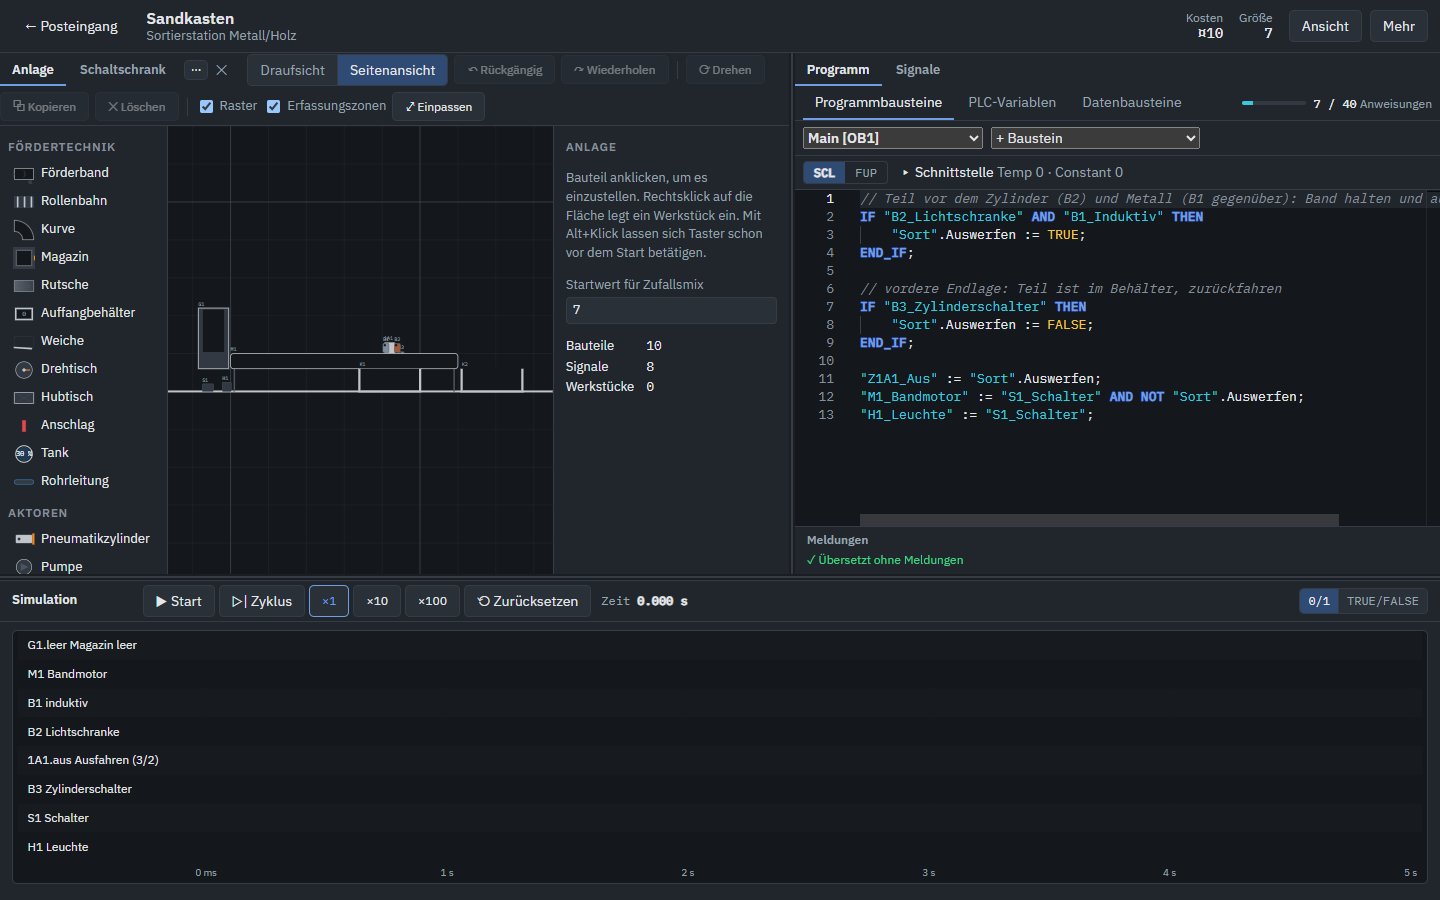 ← Posteingang
Sandkasten
Sortierstation Metall/Holz
Kosten
¤10
Größe
7
Ansicht
Mehr
Anlage
Schaltschrank
···
Draufsicht
Seitenansicht
Rückgängig
Wiederholen
Drehen
Kopieren
Löschen
Raster
Erfassungszonen
Einpassen
FÖRDERTECHNIK
Förderband
Rollenbahn
Kurve
Magazin
Rutsche
Auffangbehälter
Weiche
Drehtisch
Hubtisch
Anschlag
Tank
Rohrleitung
AKTOREN
Pneumatikzylinder
Pumpe
G1
M1
S1
H1
B2
K1
K2
ANLAGE
Bauteil anklicken, um es
einzustellen. Rechtsklick auf die
Fläche legt ein Werkstück ein. Mit
Alt+Klick lassen sich Taster schon
vor dem Start betätigen.
Startwert für Zufallsmix
7
Bauteile 10
Signale 8
Werkstücke 0
Programm
Signale
Programmbausteine
PLC-Variablen
Datenbausteine
7 / 40 Anweisungen
Main [OB1]
+ Baustein
SCL
FUP
Schnittstelle Temp 0 · Constant 0
1 // Teil vor dem Zylinder (B2) und Metall (B1 gegenüber): Band halten und
2 IF "B2_Lichtschranke" AND "B1_Induktiv" THEN
3 "Sort".Auswerfen := TRUE;
4 END_IF;
5
6 // vordere Endlage: Teil ist im Behälter, zurückfahren
7 IF "B3_Zylinderschalter" THEN
8 "Sort".Auswerfen := FALSE;
9 END_IF;
10
11 "Z1A1_Aus" := "Sort".Auswerfen;
12 "M1_Bandmotor" := "S1_Schalter" AND NOT "Sort".Auswerfen;
13 "H1_Leuchte" := "S1_Schalter";
Meldungen
✓ Übersetzt ohne Meldungen
Simulation
Start
Zyklus
×1
×10
×100
Zurücksetzen
Zeit 0.000 s
0/1
TRUE/FALSE
G1.leer Magazin leer
M1 Bandmotor
B1 induktiv
B2 Lichtschranke
1A1.aus Ausfahren (3/2)
B3 Zylinderschalter
S1 Schalter
H1 Leuchte
0 ms
1 s
2 s
3 s
4 s
5 s